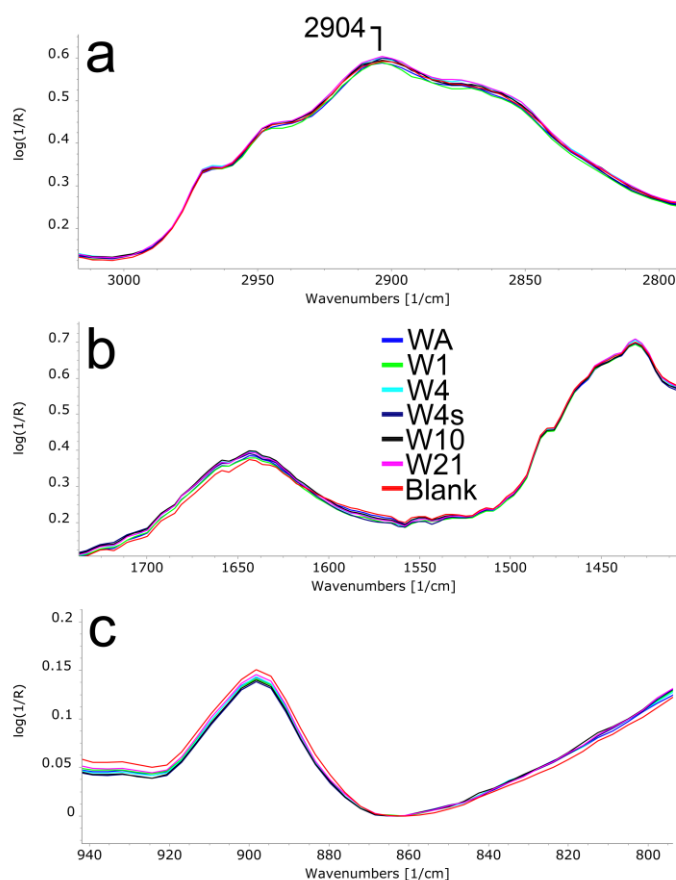 2904
a
0.6
0.5
0.4
0.3
0.2
log(1/R)
3000 2950 2900 2850 2800
Wavenumbers [1/cm]
b
0.7
0.6
0.5
0.4
0.3
0.2
log(1/R)
WA
W1
W4
W4s
W10
W21
Blank
1700 1650 1600 1550 1500 1450
Wavenumbers [1/cm]
c
0.2
0.15
0.1
0.05
0
log(1/R)
940 920 900 880 860 840 820 800
Wavenumbers [1/cm]